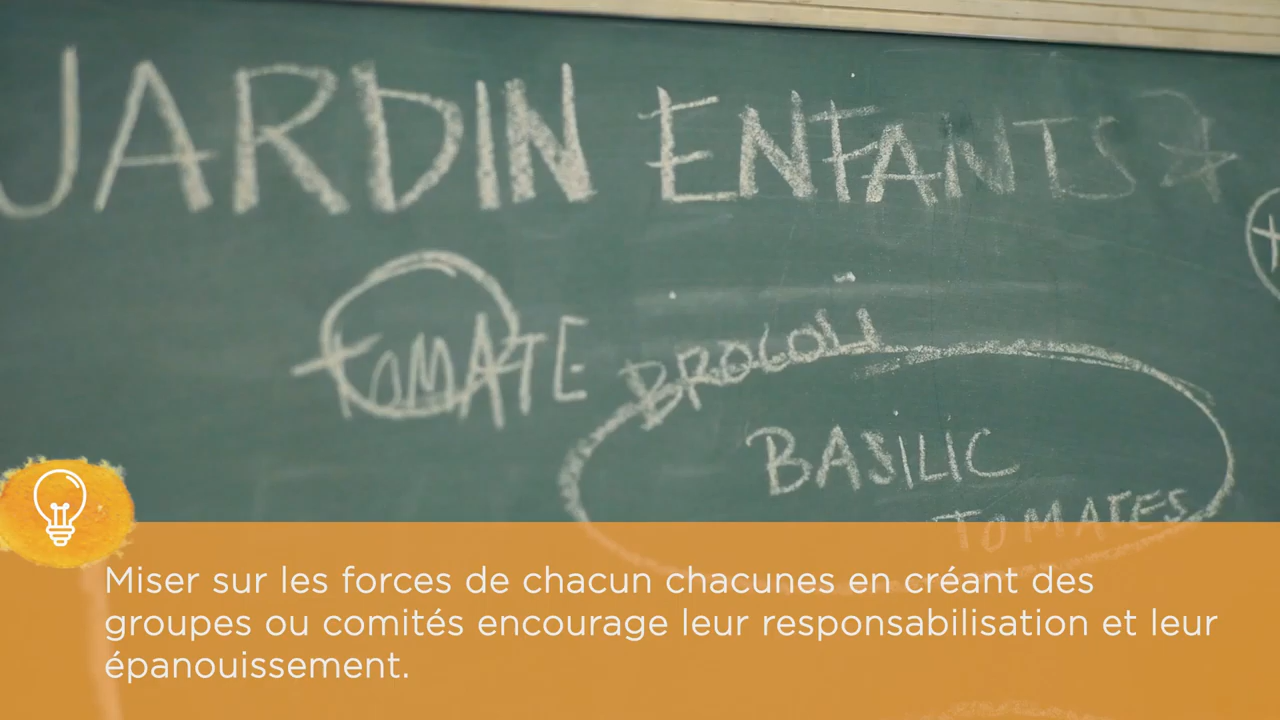 JARDIN ENFANTS
TOMATE
BROCOLI
BASILIC
TOMATES
Miser sur les forces de chacun chacunes en créant des
groupes ou comités encourage leur responsabilisation et leur
épanouissement.